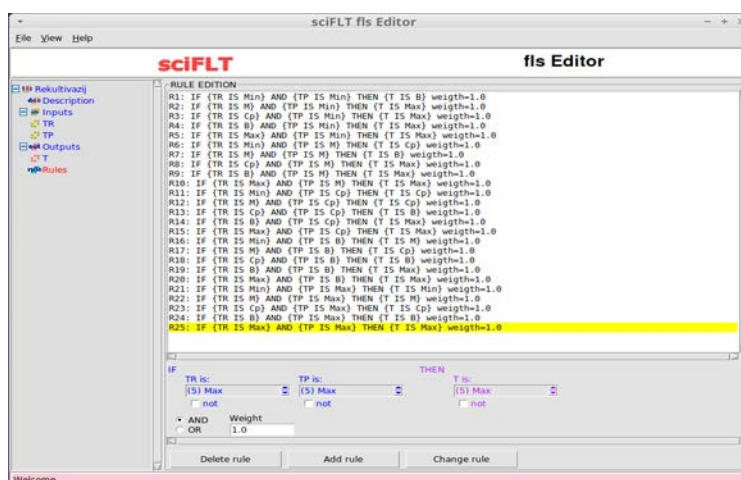 sciFLT fls Editor
File View Help
sciFLT
fls Editor
Rekultivazij
Description
Inputs
TR
TP
Outputs
T
Rules
RULE EDITION
R1: IF {TR IS Min} AND {TP IS Min} THEN {T IS B} weigth=1.0
R2: IF {TR IS M} AND {TP IS Min} THEN {T IS Max} weigth=1.0
R3: IF {TR IS Cp} AND {TP IS Min} THEN {T IS Max} weigth=1.0
R4: IF {TR IS B} AND {TP IS Min} THEN {T IS Max} weigth=1.0
R5: IF {TR IS Max} AND {TP IS Min} THEN {T IS Max} weigth=1.0
R6: IF {TR IS Min} AND {TP IS M} THEN {T IS Cp} weigth=1.0
R7: IF {TR IS M} AND {TP IS M} THEN {T IS B} weigth=1.0
R8: IF {TR IS Cp} AND {TP IS M} THEN {T IS Max} weigth=1.0
R9: IF {TR IS B} AND {TP IS M} THEN {T IS Max} weigth=1.0
R10: IF {TR IS Max} AND {TP IS M} THEN {T IS Max} weigth=1.0
R11: IF {TR IS Min} AND {TP IS Cp} THEN {T IS Cp} weigth=1.0
R12: IF {TR IS M} AND {TP IS Cp} THEN {T IS Cp} weigth=1.0
R13: IF {TR IS Cp} AND {TP IS Cp} THEN {T IS B} weigth=1.0
R14: IF {TR IS B} AND {TP IS Cp} THEN {T IS Max} weigth=1.0
R15: IF {TR IS Max} AND {TP IS Cp} THEN {T IS Max} weigth=1.0
R16: IF {TR IS Min} AND {TP IS B} THEN {T IS M} weigth=1.0
R17: IF {TR IS M} AND {TP IS B} THEN {T IS Cp} weigth=1.0
R18: IF {TR IS Cp} AND {TP IS B} THEN {T IS B} weigth=1.0
R19: IF {TR IS B} AND {TP IS B} THEN {T IS Max} weigth=1.0
R20: IF {TR IS Max} AND {TP IS B} THEN {T IS Max} weigth=1.0
R21: IF {TR IS Min} AND {TP IS Max} THEN {T IS Min} weigth=1.0
R22: IF {TR IS M} AND {TP IS Max} THEN {T IS M} weigth=1.0
R23: IF {TR IS Cp} AND {TP IS Max} THEN {T IS Cp} weigth=1.0
R24: IF {TR IS B} AND {TP IS Max} THEN {T IS B} weigth=1.0
R25: IF {TR IS Max} AND {TP IS Max} THEN {T IS Max} weigth=1.0
IF THEN
TR is: TP is: T is:
(5) Max (5) Max (5) Max
not not not
AND Weight
OR 1.0
Delete rule Add rule Change rule
Welcome